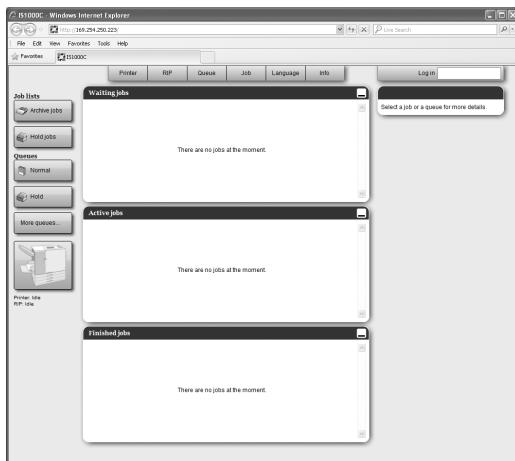 IS1000C - Windows Internet Explorer
http://169.254.250.223/
Live Search
File Edit View Favorites Tools Help
Favorites IS1000C
Printer RIP Queue Job Language Info Log in
Job lists
Archive jobs
Hold jobs
Queues
Normal
Hold
More queues...
Printer: Idle
RIP: Idle
Waiting jobs
There are no jobs at the moment.
Active jobs
There are no jobs at the moment.
Finished jobs
There are no jobs at the moment.
Select a job or a queue for more details.